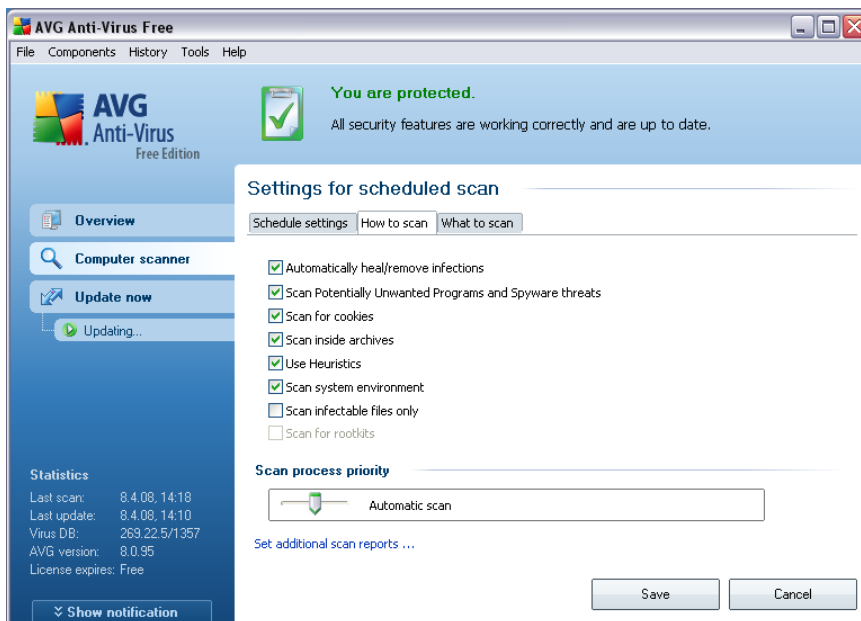 AVG Anti-Virus Free
File Components History Tools Help
AVG
Anti-Virus
Free Edition
You are protected.
All security features are working correctly and are up to date.
Overview
Computer scanner
Update now
Updating...
Settings for scheduled scan
Schedule settings How to scan What to scan
Automatically heal/remove infections
Scan Potentially Unwanted Programs and Spyware threats
Scan for cookies
Scan inside archives
Use Heuristics
Scan system environment
Scan infectable files only
Scan for rootkits
Scan process priority
Automatic scan
Set additional scan reports ...
Save Cancel
Statistics
Last scan: 8.4.08, 14:18
Last update: 8.4.08, 14:10
Virus DB: 269.22.5/1357
AVG version: 8.0.95
License expires: Free
Show notification